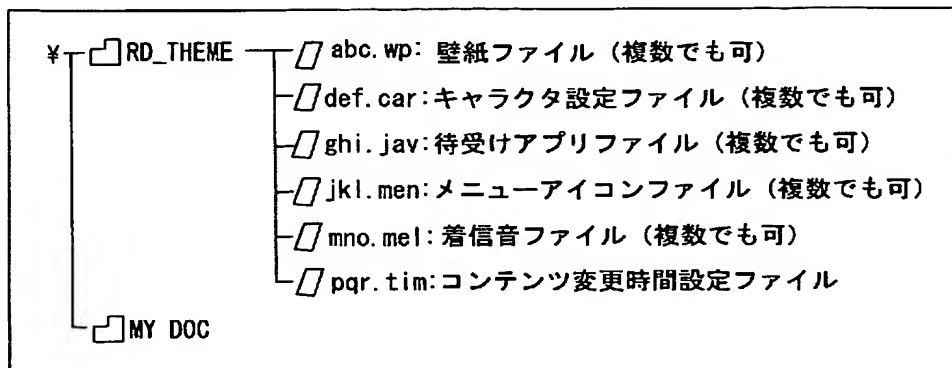 ¥ RD_THEME abc.wp: 壁紙ファイル (複数でも可)
def.car:キャラクタ設定ファイル (複数でも可)
ghi.jav:待受けアプリファイル (複数でも可)
jkl.men:メニューアイコンファイル (複数でも可)
mno.mel:着信音ファイル (複数でも可)
pqr.tim:コンテンツ変更時間設定ファイル
MY DOC